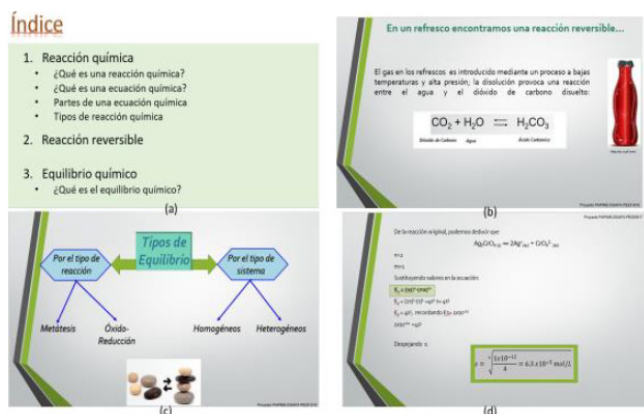 Índice
1. Reacción química
• ¿Qué es una reacción química?
• ¿Qué es una ecuación química?
• Partes de una ecuación química
• Tipos de reacción química
2. Reacción reversible
3. Equilibrio químico
• ¿Qué es el equilibrio químico?
(a)
En un refresco encontramos una reacción reversible...
El gas en los refrescos es introducido mediante un proceso a bajas
temperaturas y alta presión; la disolución provoca una reacción
entre el agua y el dióxido de carbono disuelto:
CO₂ + H₂O ⇌ H₂CO₃
Dióxido de Carbono Agua Ácido Carbónico
(b)
Tipos de
Equilibrio
Por el tipo de
reacción
Por el tipo de
sistema
Metátesis
Óxido-
Reducción
Homogéneos
Heterogéneos
(c)
De la reacción original, podemos deducir que
Sustituyendo valores en la ecuación:
Despejando s:
(d)